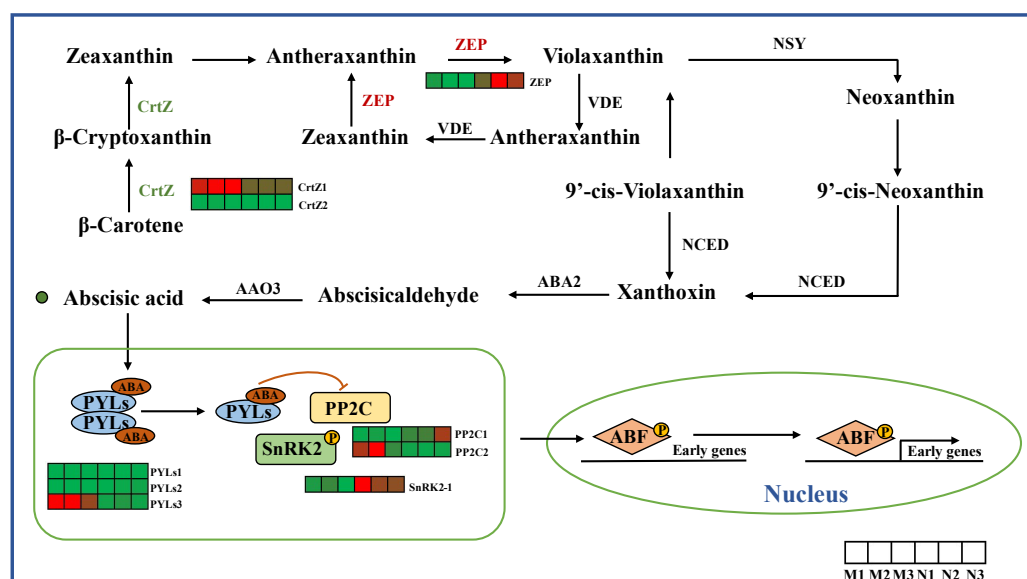 Zeaxanthin
Antheraxanthin
ZEP
Violaxanthin
NSY
ZEP
Neoxanthin
CrtZ
ZEP
VDE
β-Cryptoxanthin
Zeaxanthin
VDE
Antheraxanthin
CrtZ
CrtZ1
CrtZ2
9’-cis-Violaxanthin
9’-cis-Neoxanthin
β-Carotene
NCED
Abscisic acid
AAO3
Abscisicaldehyde
ABA2
Xanthoxin
NCED
ABA
PYLs
PYLs
ABA
ABA
PYLs
PP2C
SnRK2
P
PP2C1
PP2C2
PYLs1
PYLs2
PYLs3
SnRK2-1
ABF
P
Early genes
ABF
P
Early genes
Nucleus
M1 M2 M3 N1 N2 N3